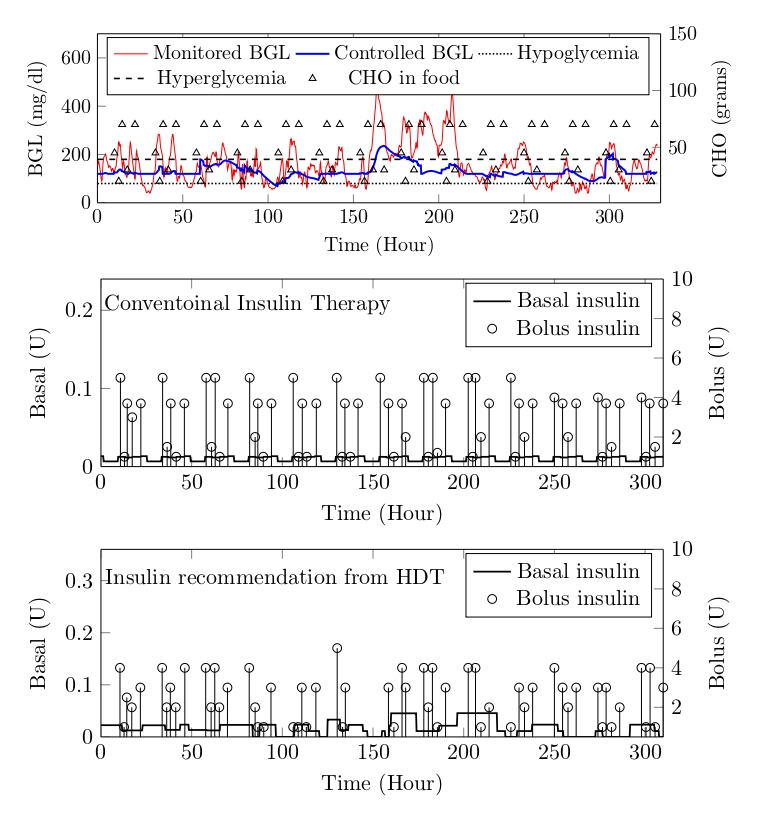 150
600
Monitored BGL Controlled BGL Hypoglycemia
Hyperglycemia CHO in food
100
400
50
200
0
0 50 100 150 200 250 300
BGL (mg/dl)
CHO (grams)
Time (Hour)
10
Conventoinal Insulin Therapy
Basal insulin
Bolus insulin
0.2
8
6
0.1
4
2
0
0 50 100 150 200 250 300
Basal (U)
Bolus (U)
Time (Hour)
10
Insulin recommendation from HDT
Basal insulin
Bolus insulin
0.3
8
6
0.2
4
0.1
2
0
0 50 100 150 200 250 300
Basal (U)
Bolus (U)
Time (Hour)